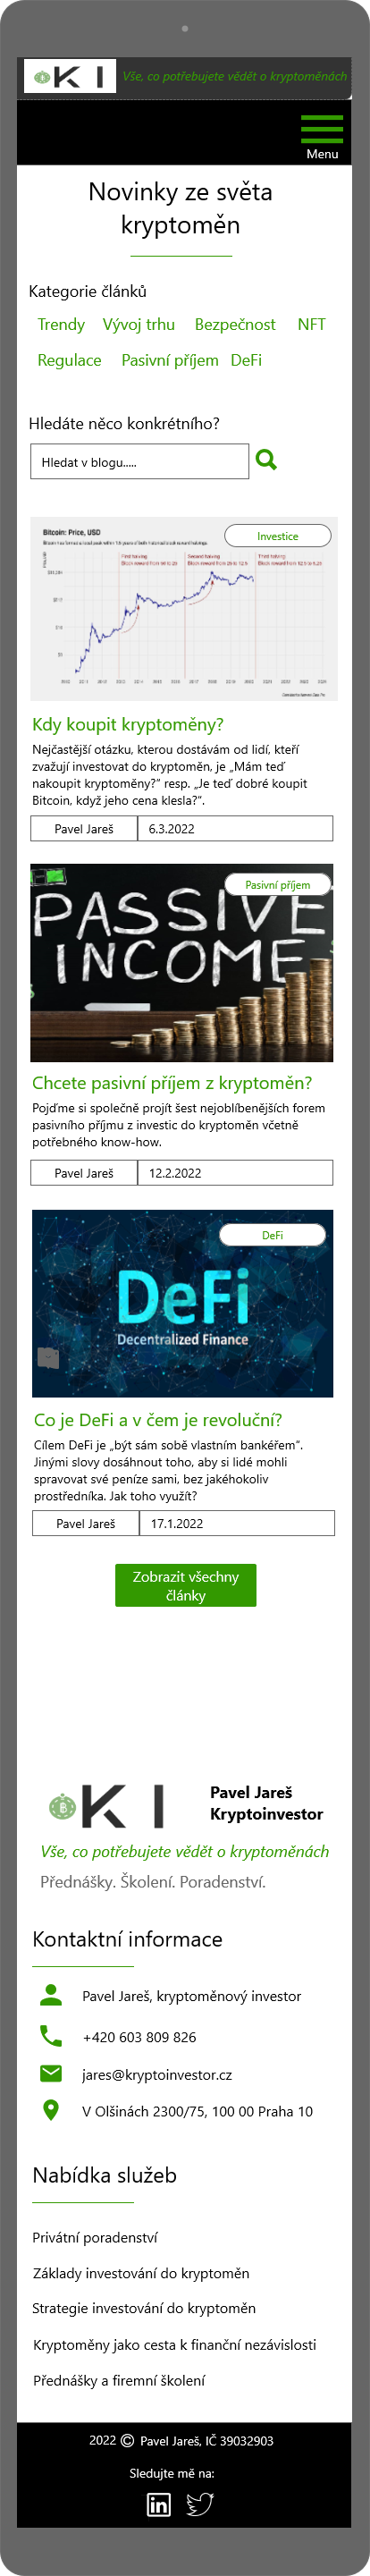 KI Vše, co potřebujete vědět o kryptoměnách
Menu
Novinky ze světa
kryptoměn
Kategorie článků
Trendy Vývoj trhu Bezpečnost NFT
Regulace Pasivní příjem DeFi
Hledáte něco konkrétního?
Hledat v blogu.....
Bitcoin: Price, USD
Investice
First halving Second halving Third halving
Kdy koupit kryptoměny?
Nejčastější otázku, kterou dostávám od lidí, kteří
zvažují investovat do kryptoměn, je „Mám teď
nakoupit kryptoměny?“ resp. „Je teď dobré koupit
Bitcoin, když jeho cena klesla?“.
Pavel Jareš 6.3.2022
Pasivní příjem
PASSIVE
INCOME
Chcete pasivní příjem z kryptoměn?
Pojďme si společně projít šest nejoblíbenějších forem
pasivního příjmu z investic do kryptoměn včetně
potřebného know-how.
Pavel Jareš 12.2.2022
DeFi
DeFi
Decentralized Finance
Co je DeFi a v čem je revoluční?
Cílem DeFi je „být sám sobě vlastním bankéřem“.
Jinými slovy dosáhnout toho, aby si lidé mohli
spravovat své peníze sami, bez jakéhokoliv
prostředníka. Jak toho využít?
Pavel Jareš 17.1.2022
Zobrazit všechny
články
KI
Pavel Jareš
Kryptoinvestor
Vše, co potřebujete vědět o kryptoměnách
Přednášky. Školení. Poradenství.
Kontaktní informace
Pavel Jareš, kryptoměnový investor
+420 603 809 826
jares@kryptoinvestor.cz
V Olšinách 2300/75, 100 00 Praha 10
Nabídka služeb
Privátní poradenství
Základy investování do kryptoměn
Strategie investování do kryptoměn
Kryptoměny jako cesta k finanční nezávislosti
Přednášky a firemní školení
2022 © Pavel Jareš, IČ 39032903
Sledujte mě na: